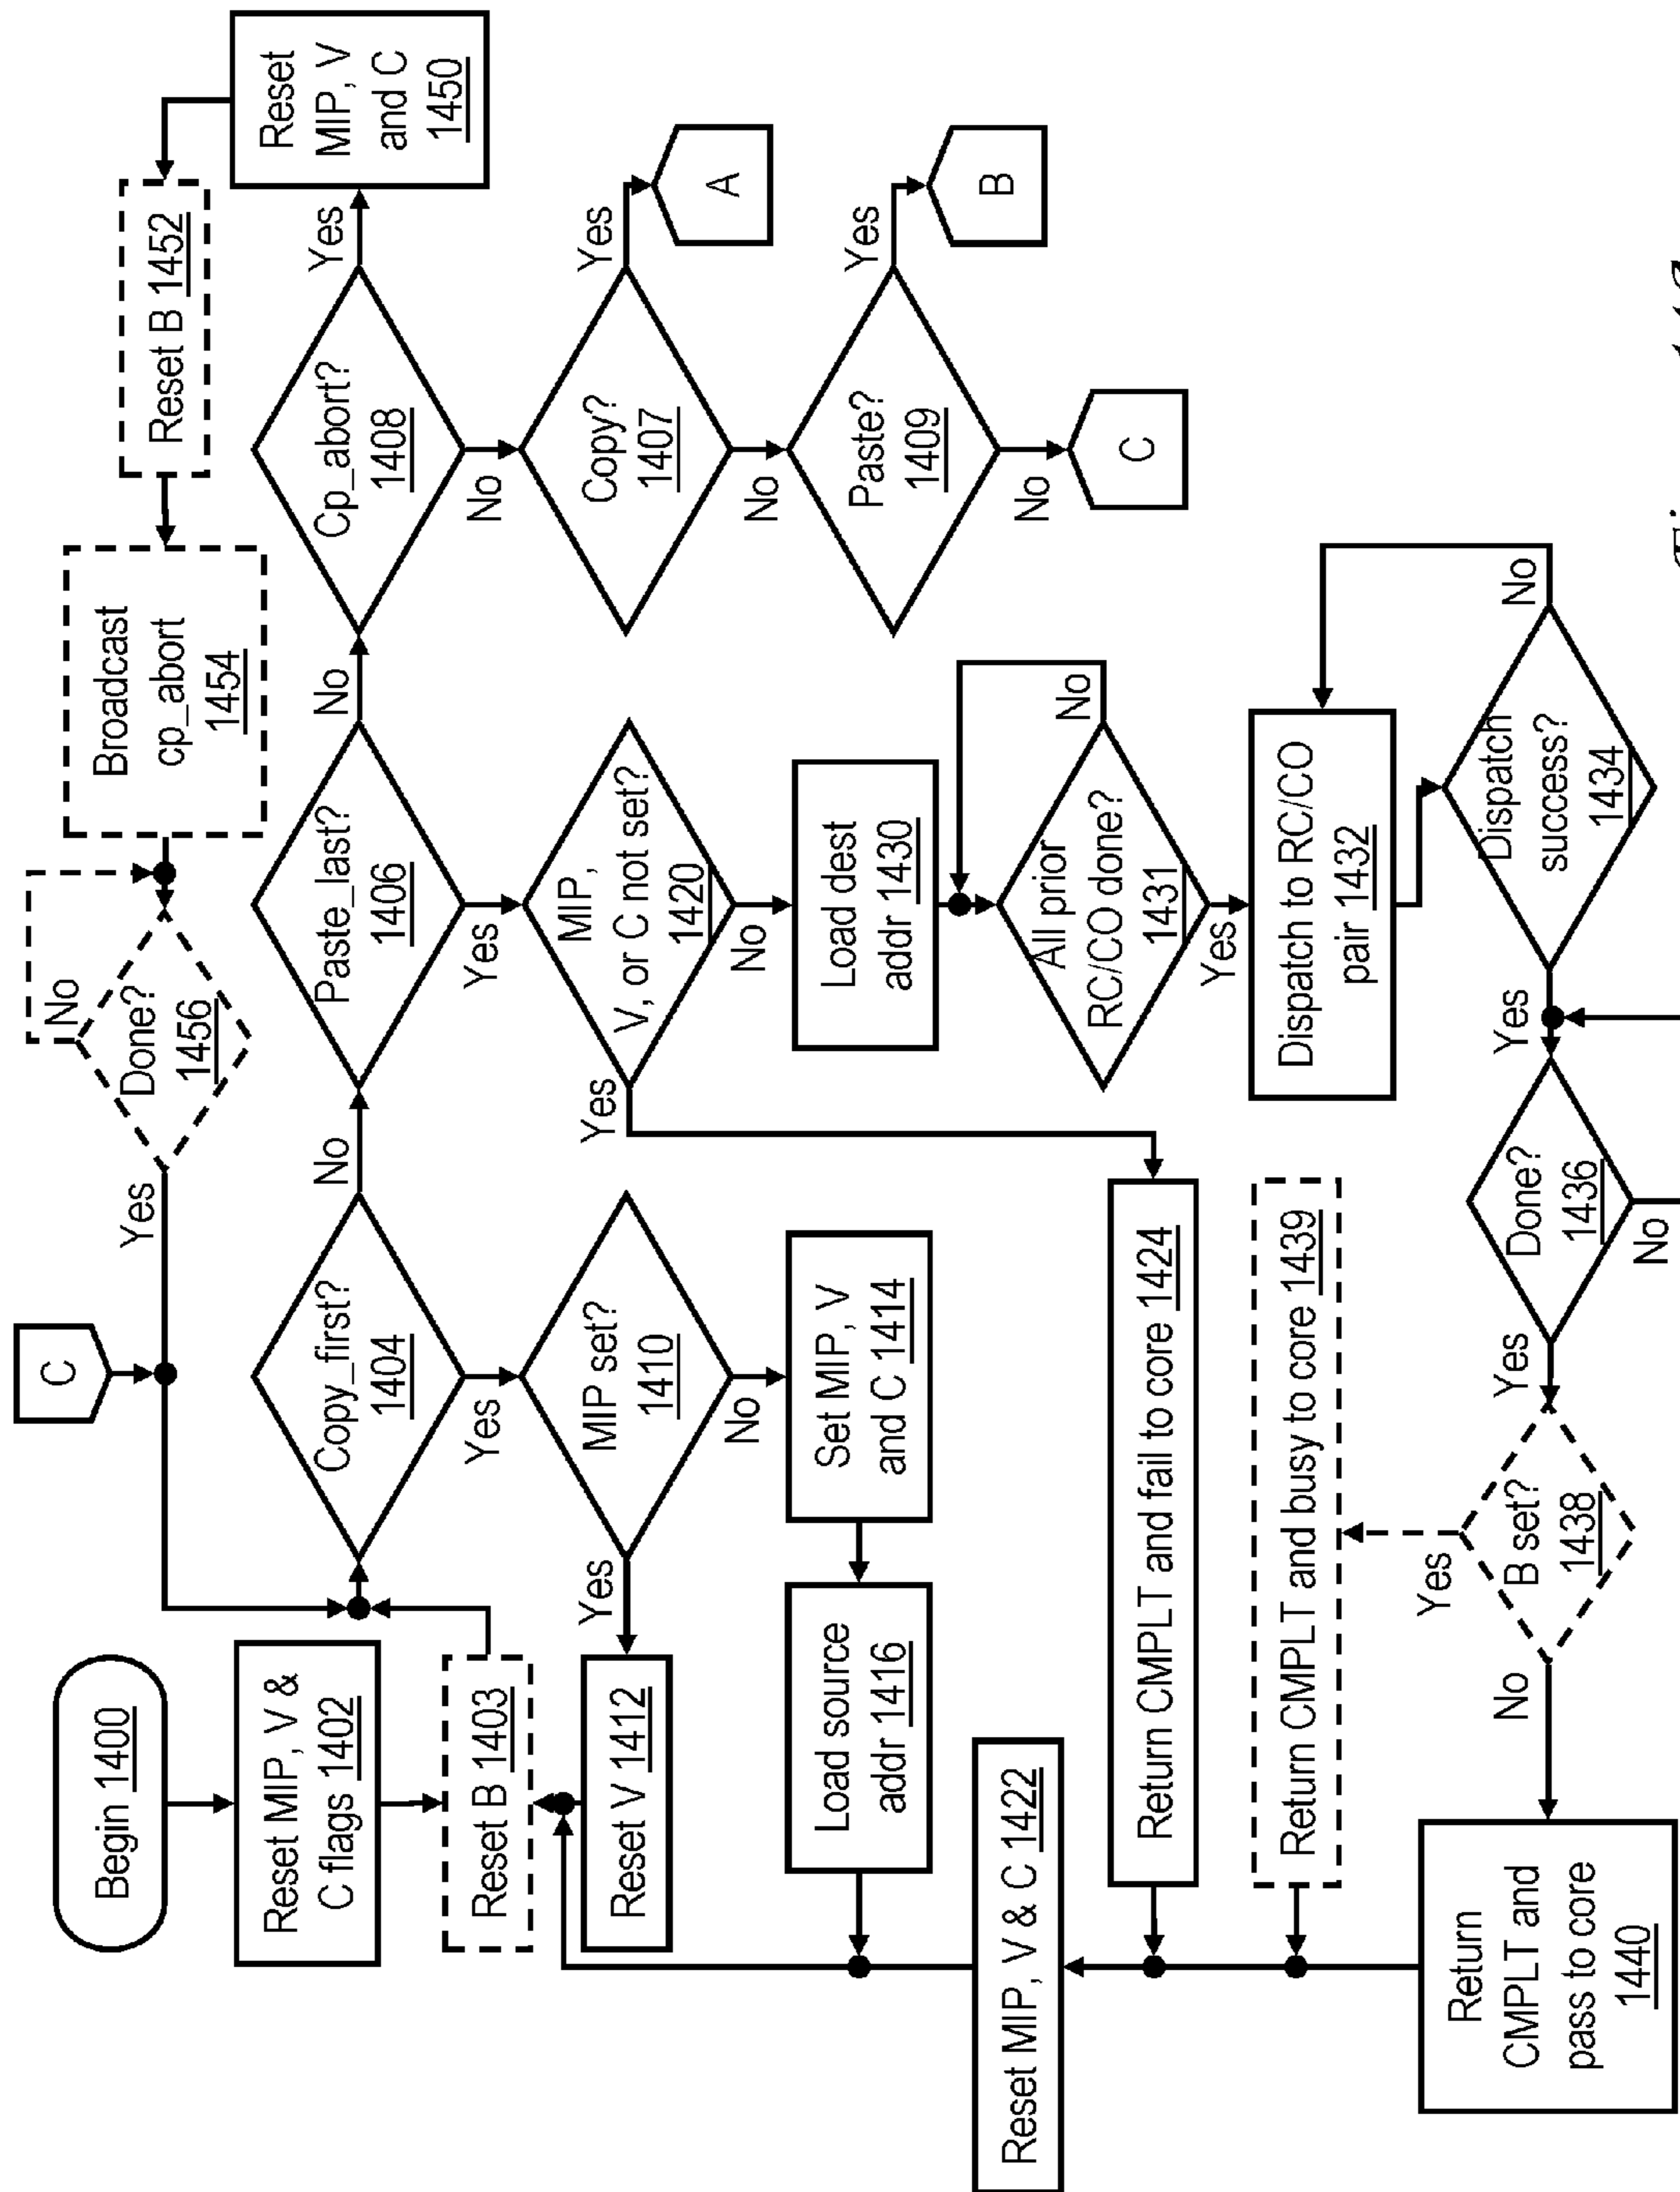 Begin 1400
Reset MIP, V &
C flags 1402
Reset B 1403
C
Copy_first?
1404
No
Yes
MIP set?
1410
Yes
No
Reset V 1412
Set MIP, V
and C 1414
Load source
addr 1416
Reset MIP, V & C 1422
Paste_last?
1406
No
Yes
MIP,
V, or C not set?
1420
Yes
No
Return CMPLT and fail to core 1424
Load dest
addr 1430
All prior
RC/CO done?
1431
No
Yes
Dispatch to RC/CO
pair 1432
Dispatch
success?
1434
No
Yes
Done?
1436
No
Yes
B set?
1438
Yes
No
Return CMPLT and busy to core 1439
Return
CMPLT and
pass to core
1440
Cp_abort?
1408
Yes
No
Reset
MIP, V
and C
1450
Reset B 1452
Broadcast
cp_abort
1454
Done?
1456
No
Yes
Copy?
1407
Yes
No
A
Paste?
1409
Yes
No
B
C